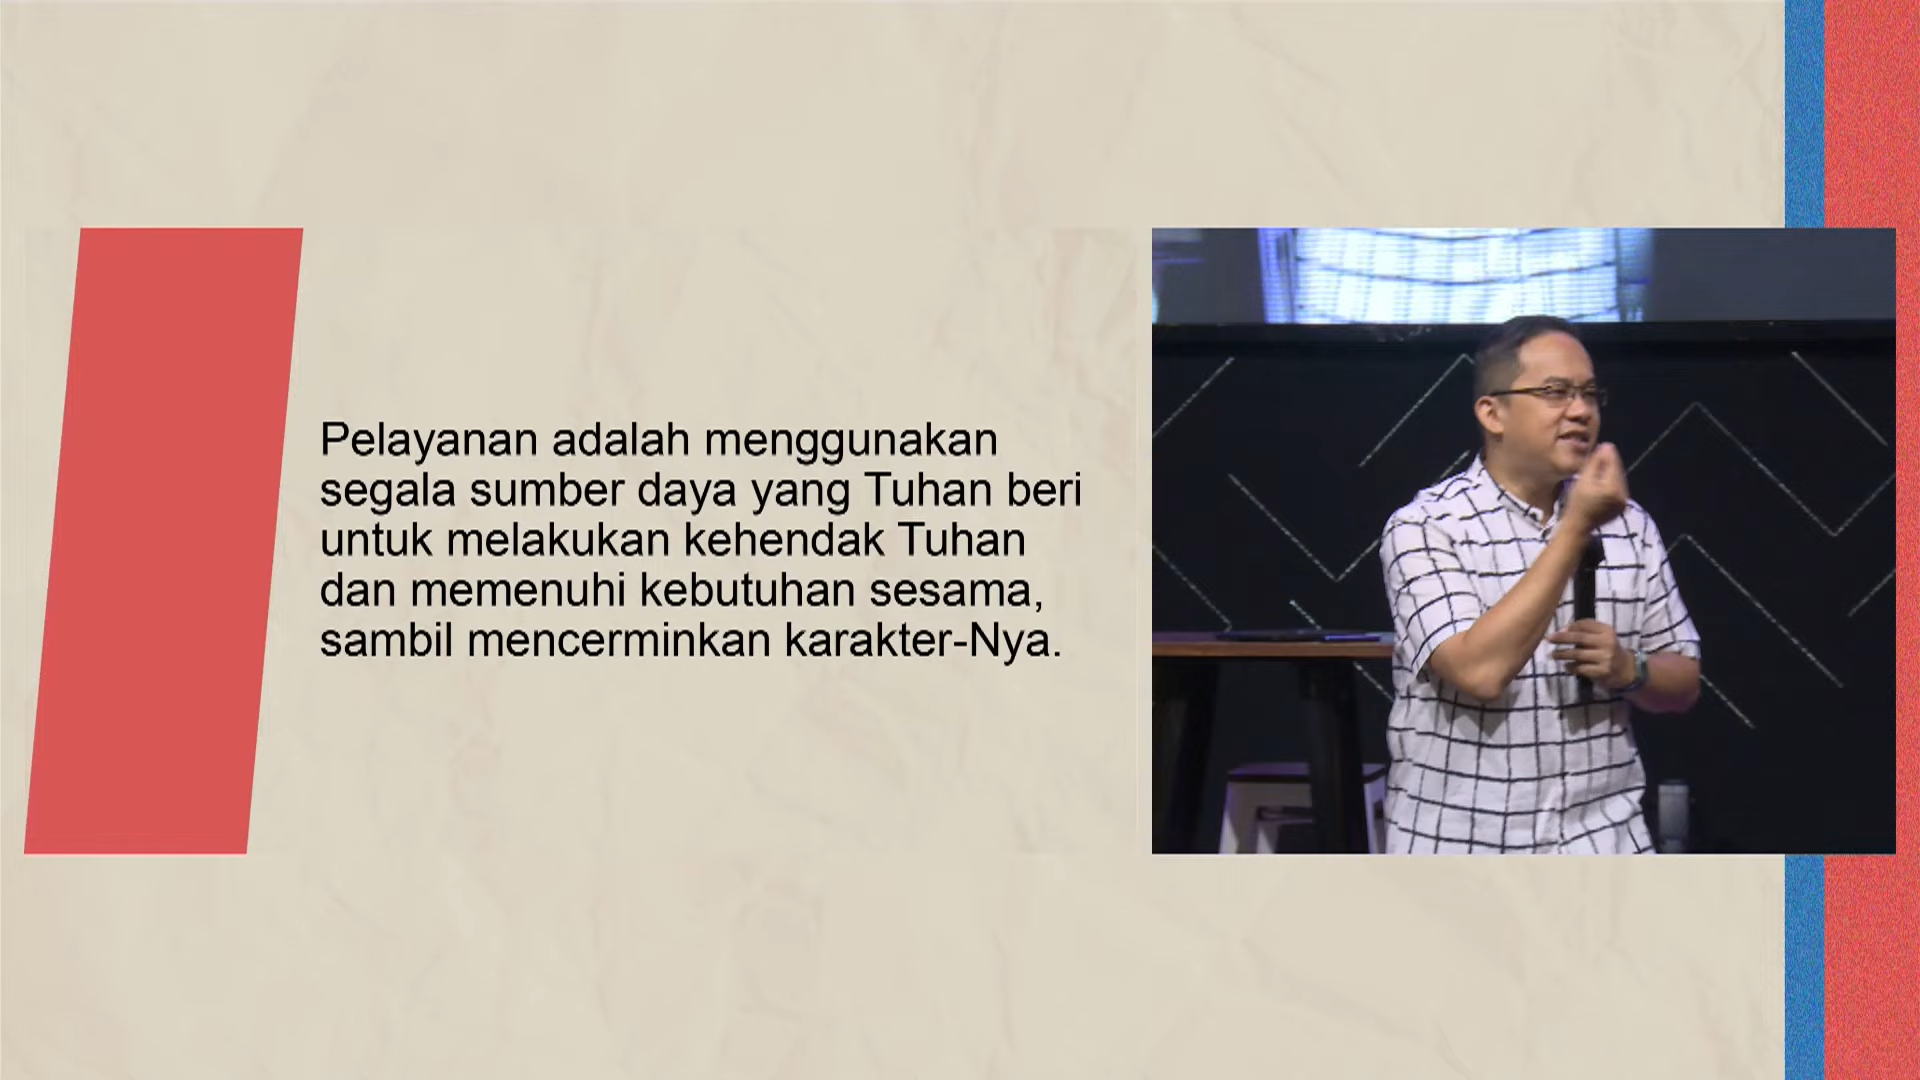 Pelayanan adalah menggunakan
segala sumber daya yang Tuhan beri
untuk melakukan kehendak Tuhan
dan memenuhi kebutuhan sesama,
sambil mencerminkan karakter-Nya.